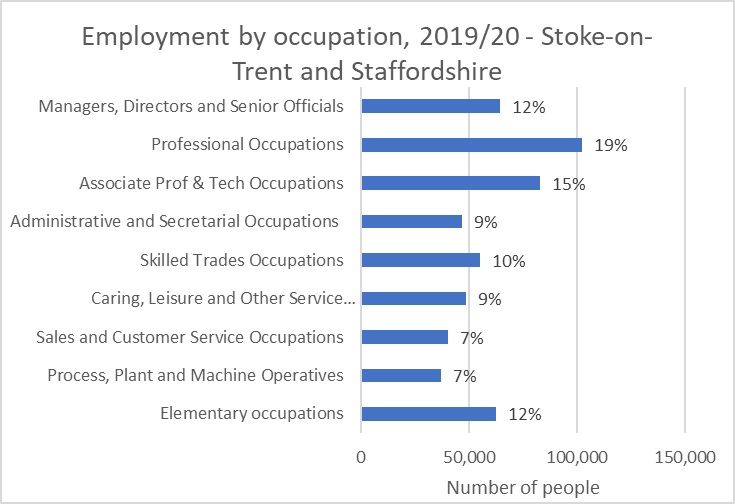 Employment by occupation, 2019/20 - Stoke-on-
Trent and Staffordshire
Managers, Directors and Senior Officials 12%
Professional Occupations 19%
Associate Prof & Tech Occupations 15%
Administrative and Secretarial Occupations 9%
Skilled Trades Occupations 10%
Caring, Leisure and Other Service... 9%
Sales and Customer Service Occupations 7%
Process, Plant and Machine Operatives 7%
Elementary occupations 12%
0 50,000 100,000 150,000
Number of people